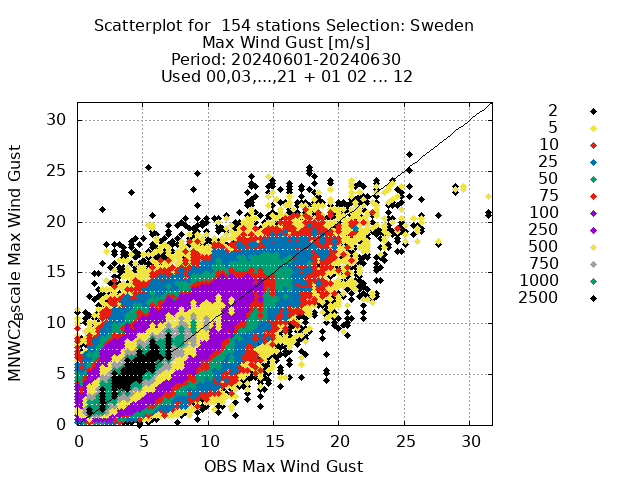 Scatterplot for  154 stations Selection: Sweden
Max Wind Gust [m/s]
Period: 20240601-20240630
Used 00,03,...,21 + 01 02 ... 12
2
5
10
25
50
75
100
250
500
750
1000
2500
30
25
20
15
10
5
0
MNWC2Bscale Max Wind Gust
0 5 10 15 20 25 30
OBS Max Wind Gust